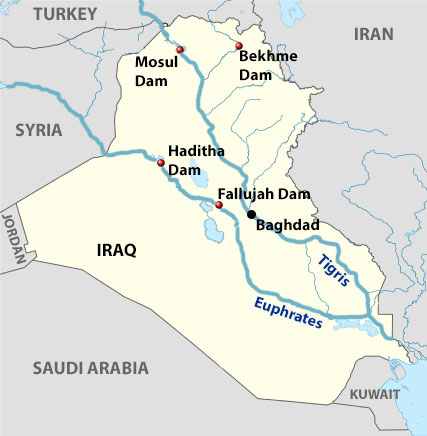 TURKEY
IRAN
Mosul
Dam
Bekhme
Dam
SYRIA
Haditha
Dam
Fallujah Dam
Baghdad
JORDAN
IRAQ
Tigris
Euphrates
SAUDI ARABIA
KUWAIT